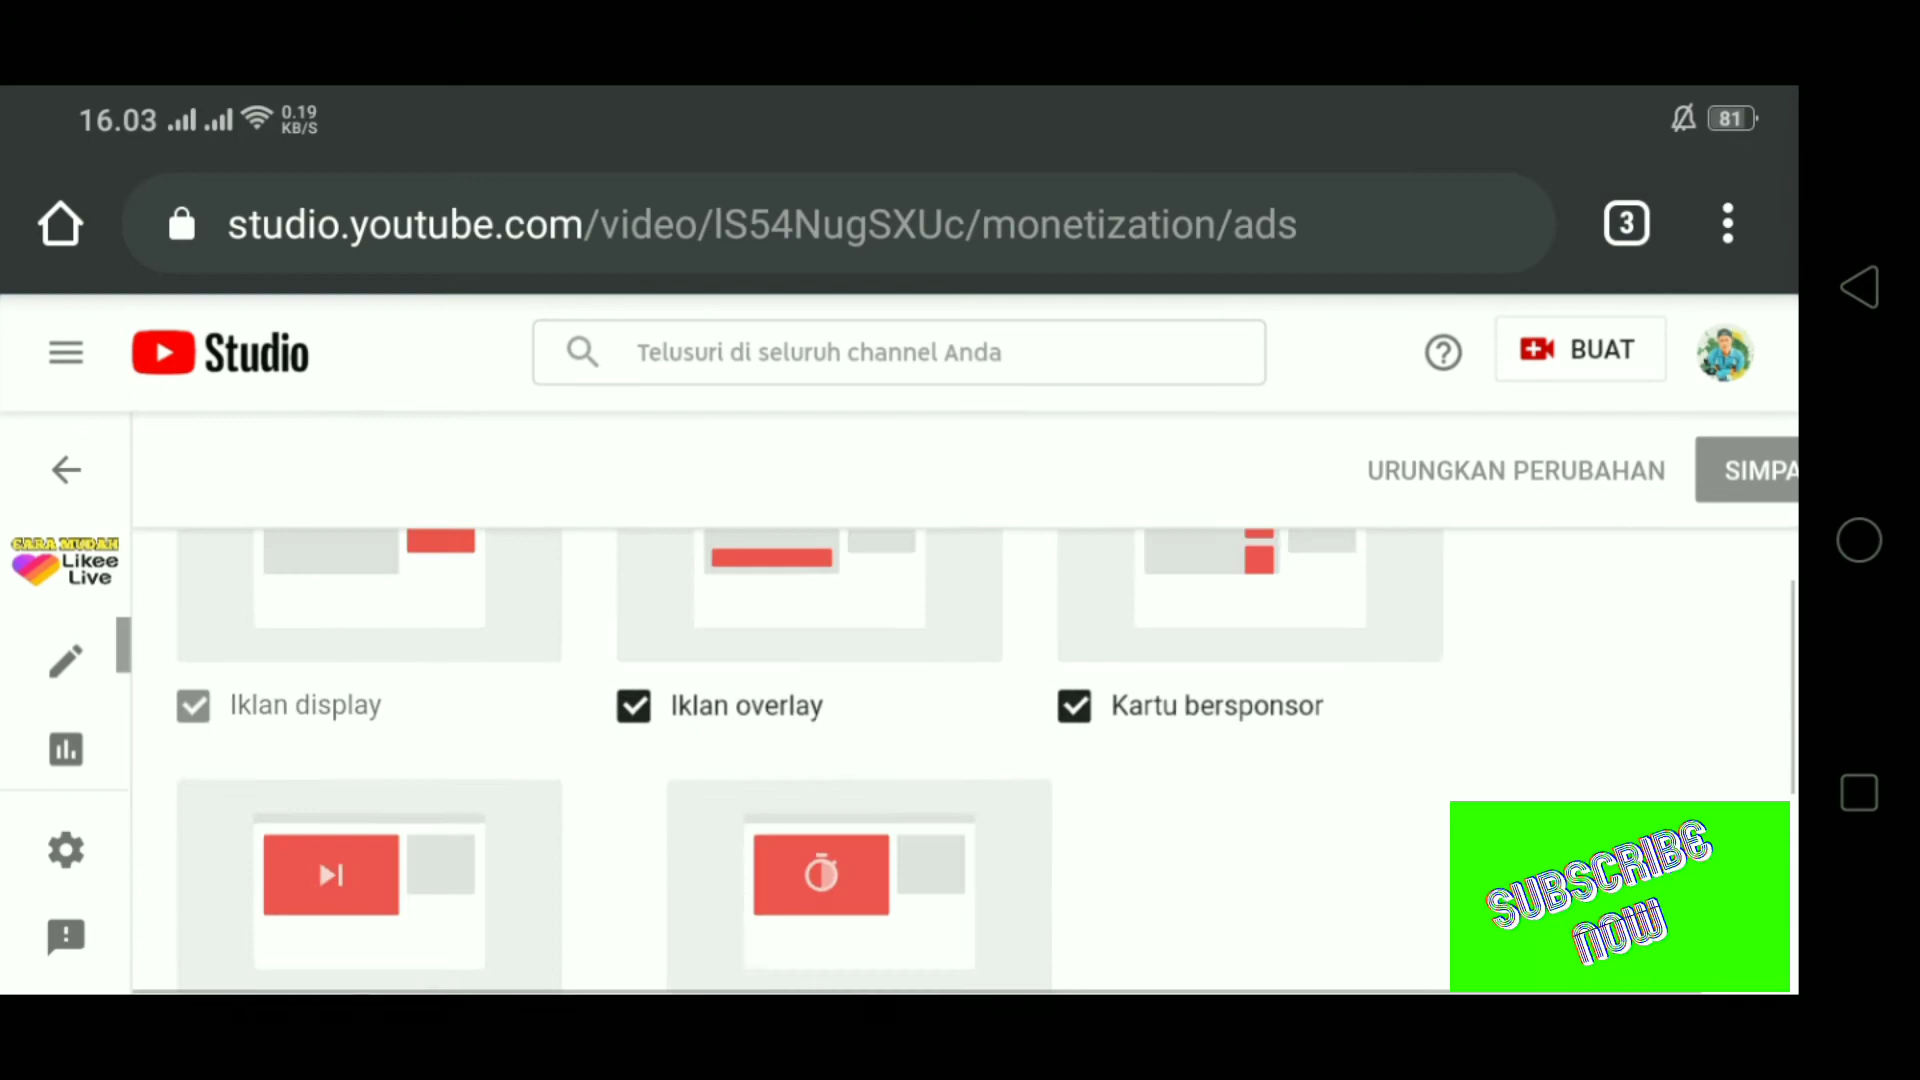 16.03
0.19
KB/S
81
studio.youtube.com/video/lS54NugSXUc/monetization/ads
3
Studio
Telusuri di seluruh channel Anda
BUAT
URUNGKAN PERUBAHAN
SIMPA
CARA MUDAH
Likee
Live
Iklan display
Iklan overlay
Kartu bersponsor
SUBSCRIBE
NOW